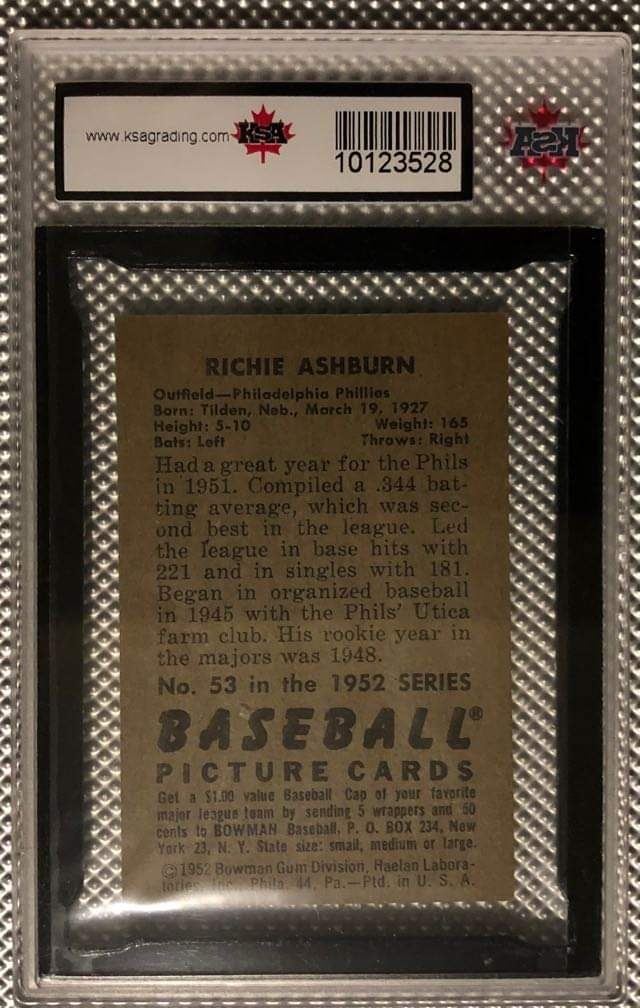 www.ksagrading.com KSA
10123528
KSA
RICHIE ASHBURN
Outfield—Philadelphia Phillies
Born: Tilden, Neb., March 19, 1927
Height: 5-10 Weight: 165
Bats: Left Throws: Right
Had a great year for the Phils
in 1951. Compiled a .344 bat-
ting average, which was sec-
ond best in the league. Led
the league in base hits with
221 and in singles with 181.
Began in organized baseball
in 1945 with the Phils' Utica
farm club. His rookie year in
the majors was 1948.
No. 53 in the 1952 SERIES
BASEBALL®
PICTURE CARDS
Get a $1.00 value Baseball Cap of your favorite
major league team by sending 5 wrappers and 50
cents to BOWMAN Baseball, P. O. BOX 234, New
York 23, N. Y. State size: small, medium or large.
©1952 Bowman Gum Division, Haelan Labora-
tories, Inc., Phila. 44, Pa.—Ptd. in U. S. A.